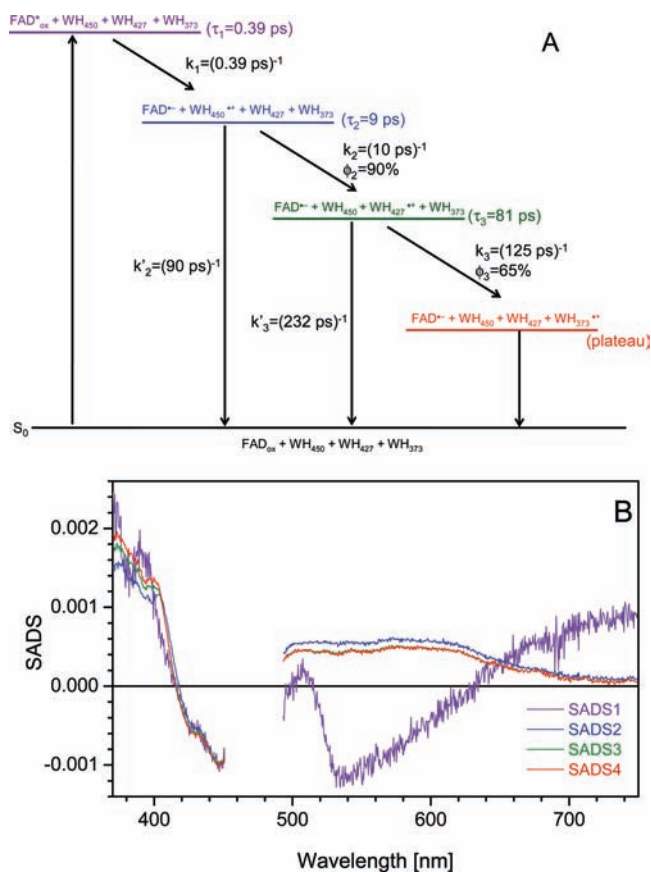 FAD*ox + WH450 + WH427 + WH373 (τ1=0.39 ps)
A
k1=(0.39 ps)-1
FAD•- + WH450•+ + WH427 + WH373 (τ2=9 ps)
k2=(10 ps)-1
ϕ2=90%
FAD•- + WH450 + WH427•+ + WH373 (τ3=81 ps)
k'2=(90 ps)-1
k3=(125 ps)-1
ϕ3=65%
k'3=(232 ps)-1
FAD•- + WH450 + WH427 + WH373•+
(plateau)
S0
FADox + WH450 + WH427 + WH373
B
0.002
0.001
0.000
-0.001
SADS
SADS1
SADS2
SADS3
SADS4
400 500 600 700
Wavelength [nm]